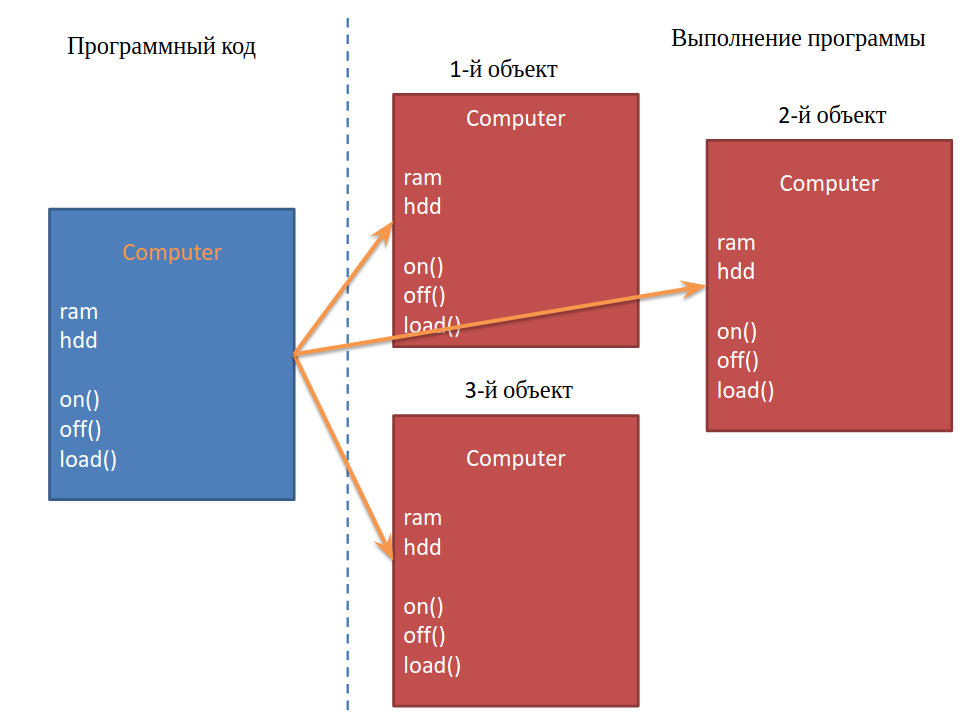 Программный код
Выполнение программы
Computer
ram
hdd
on()
off()
load()
1-й объект
Computer
ram
hdd
on()
off()
load()
2-й объект
Computer
ram
hdd
on()
off()
load()
3-й объект
Computer
ram
hdd
on()
off()
load()